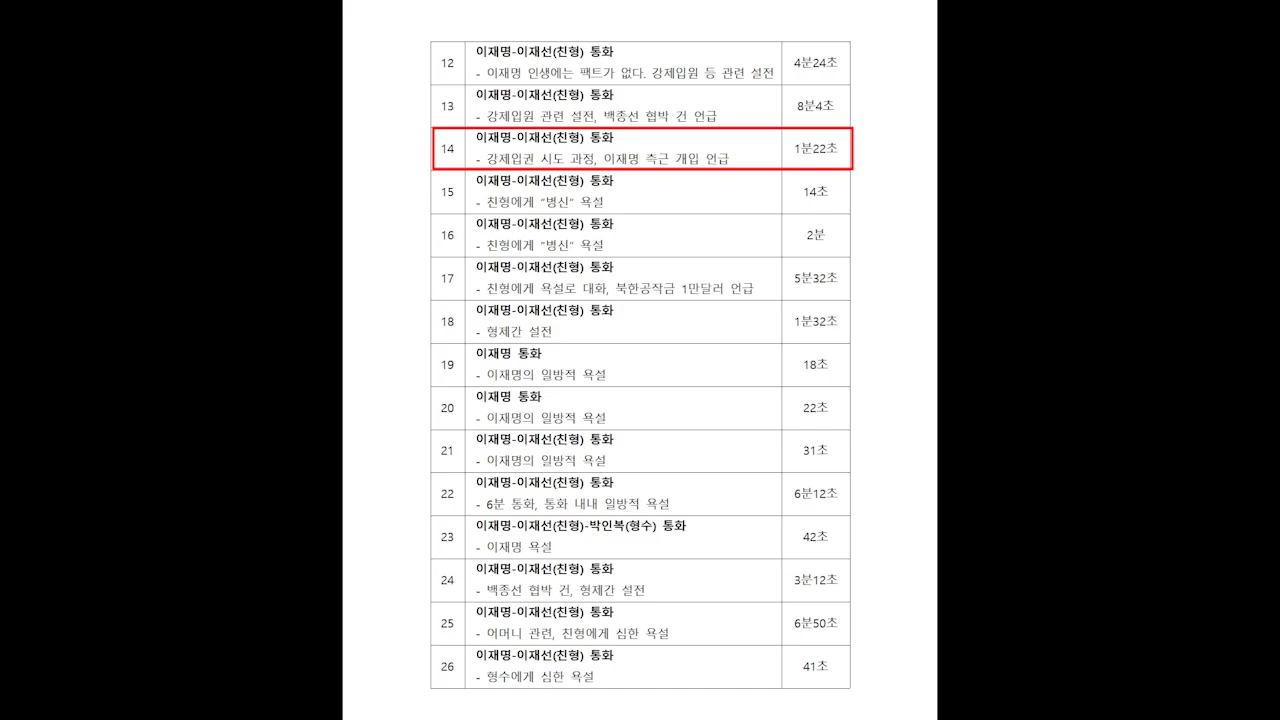 12
이재명-이재선(친형) 통화
- 이재명 인생에는 팩트가 없다. 강제입원 등 관련 설전
4분24초
13
이재명-이재선(친형) 통화
- 강제입원 관련 설전, 백종선 협박 건 언급
8분4초
14
이재명-이재선(친형) 통화
- 강제입권 시도 과정, 이재명 측근 개입 언급
1분22초
15
이재명-이재선(친형) 통화
- 친형에게 "병신" 욕설
14초
16
이재명-이재선(친형) 통화
- 친형에게 "병신" 욕설
2분
17
이재명-이재선(친형) 통화
- 친형에게 욕설로 대화, 북한공작금 1만달러 언급
5분32초
18
이재명-이재선(친형) 통화
- 형제간 설전
1분32초
19
이재명 통화
- 이재명의 일방적 욕설
18초
20
이재명 통화
- 이재명의 일방적 욕설
22초
21
이재명-이재선(친형) 통화
- 이재명의 일방적 욕설
31초
22
이재명-이재선(친형) 통화
- 6분 통화, 통화 내내 일방적 욕설
6분12초
23
이재명-이재선(친형)-박인복(형수) 통화
- 이재명 욕설
42초
24
이재명-이재선(친형) 통화
- 백종선 협박 건, 형제간 설전
3분12초
25
이재명-이재선(친형) 통화
- 어머니 관련, 친형에게 심한 욕설
6분50초
26
이재명-이재선(친형) 통화
- 형수에게 심한 욕설
41초